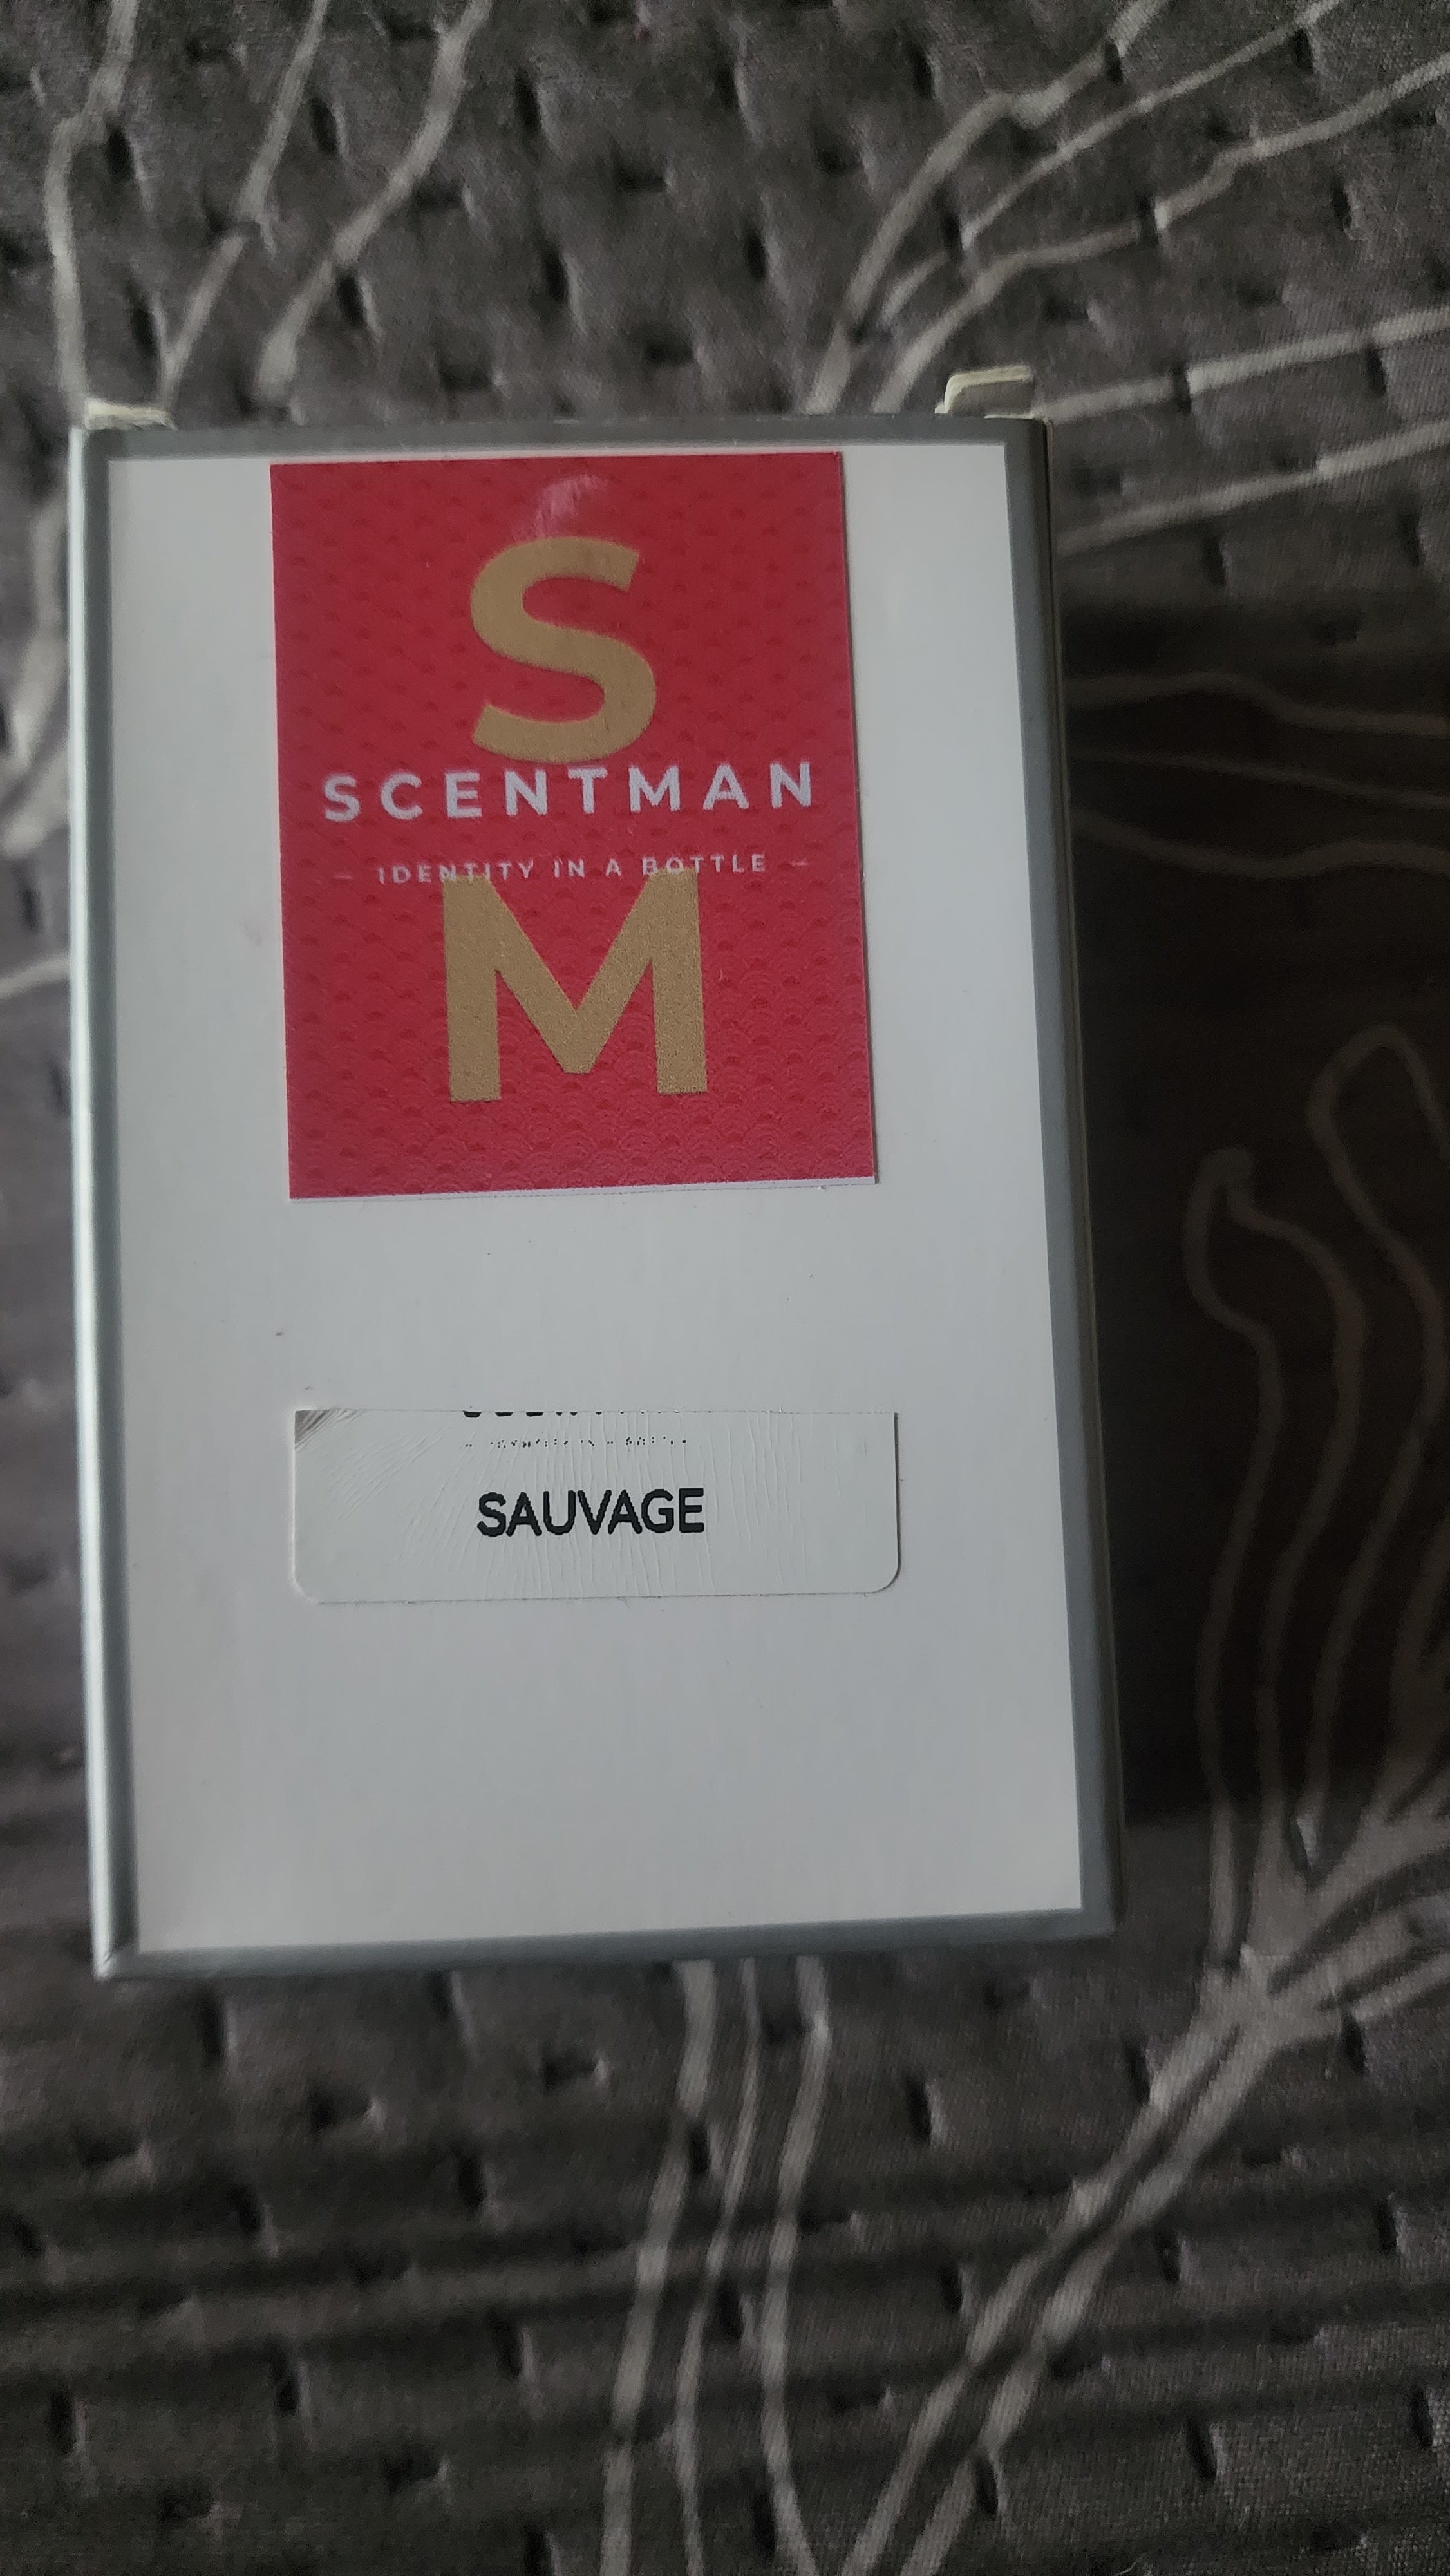 S
SCENTMAN
— IDENTITY IN A BOTTLE —
M
SAUVAGE